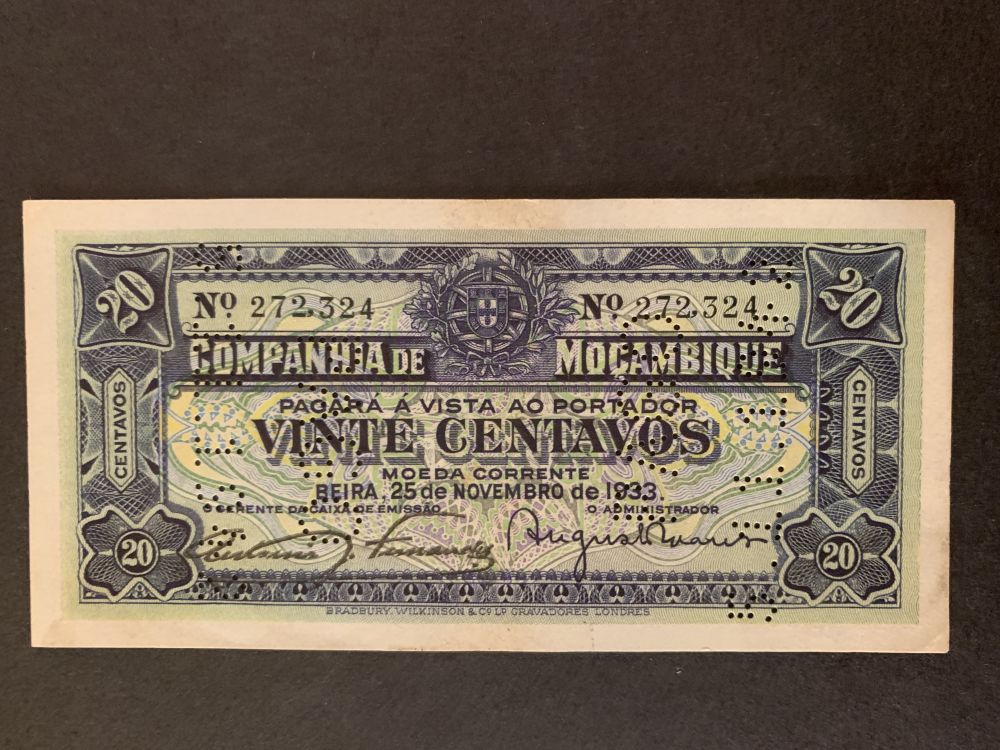 20 20
Nº 272,324 Nº 272,324
COMPANHIA DE MOÇAMBIQUE
PAGARÁ Á VISTA AO PORTADOR
VINTE CENTAVOS
MOEDA CORRENTE
BEIRA, 25 de NOVEMBRO de 1933
O GERENTE DA CAIXA DE EMISSÃO O ADMINISTRADOR
CENTAVOS
CENTAVOS
20 20
BRADBURY, WILKINSON & Cº Lº GRAVADORES, LONDRES